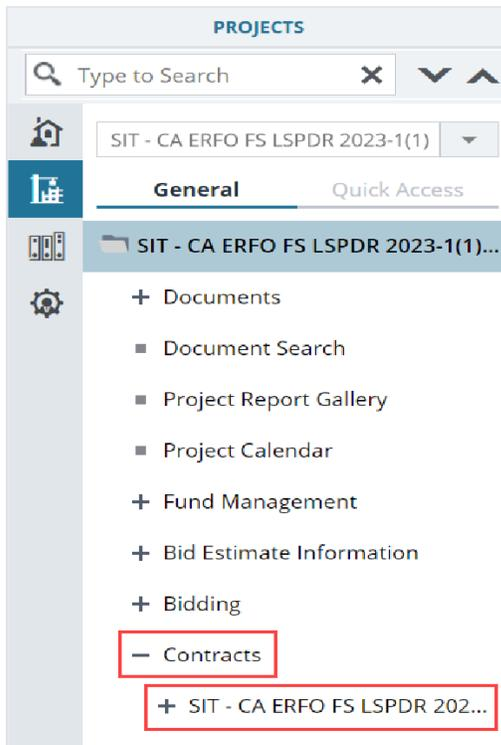 PROJECTS
Type to Search
SIT - CA ERFO FS LSPDR 2023-1(1)
General Quick Access
SIT - CA ERFO FS LSPDR 2023-1(1)...
Documents
Document Search
Project Report Gallery
Project Calendar
Fund Management
Bid Estimate Information
Bidding
Contracts
SIT - CA ERFO FS LSPDR 202...